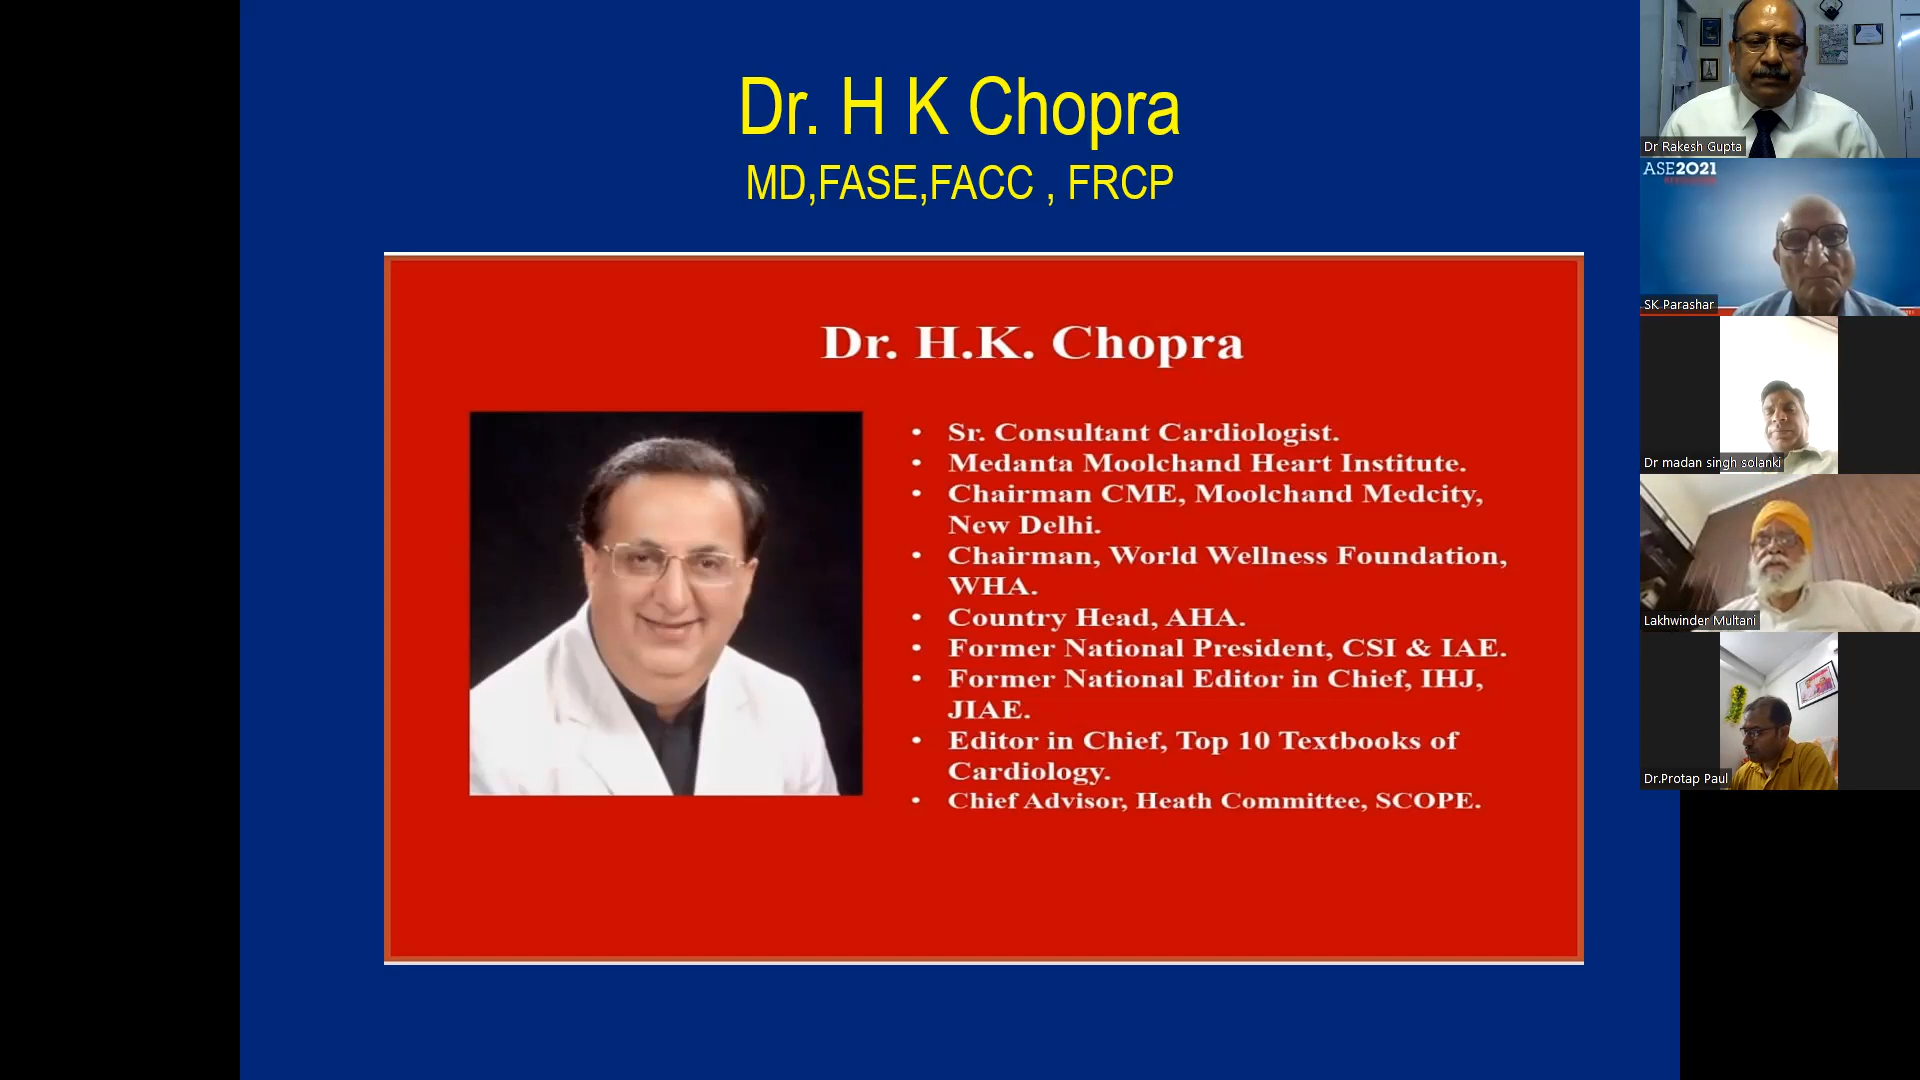 Dr. H K Chopra
MD,FASE,FACC , FRCP
Dr. H.K. Chopra
• Sr. Consultant Cardiologist.
• Medanta Moolchand Heart Institute.
• Chairman CME, Moolchand Medcity,
New Delhi.
• Chairman, World Wellness Foundation,
WHA.
• Country Head, AHA.
• Former National President, CSI & IAE.
• Former National Editor in Chief, IHJ,
JIAE.
• Editor in Chief, Top 10 Textbooks of
Cardiology.
• Chief Advisor, Heath Committee, SCOPE.
Dr Rakesh Gupta
ASE2021
SK Parashar
Dr madan singh solanki
Lakhwinder Multani
Dr.Protap Paul